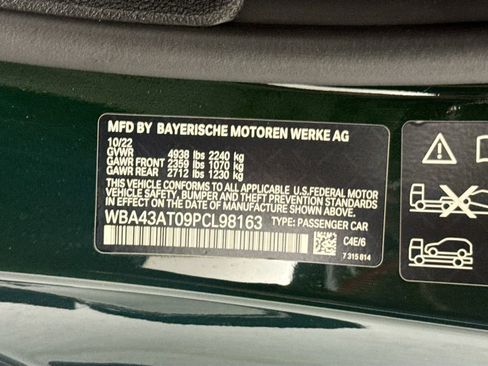 MFD BY BAYERISCHE MOTOREN WERKE AG
10/22
GVWR 4938 lbs 2240 kg
GAWR FRONT 2359 lbs 1070 kg
GAWR REAR 2712 lbs 1230 kg
THIS VEHICLE CONFORMS TO ALL APPLICABLE U.S.FEDERAL MOTOR
VEHICLE SAFETY, BUMPER, AND THEFT PREVENTION STANDARDS
IN EFFECT ON THE DATE OF MANUFACTURE SHOWN ABOVE.
WBA43AT09PCL98163 TYPE: PASSENGER CAR
C4E/6
7 315 814